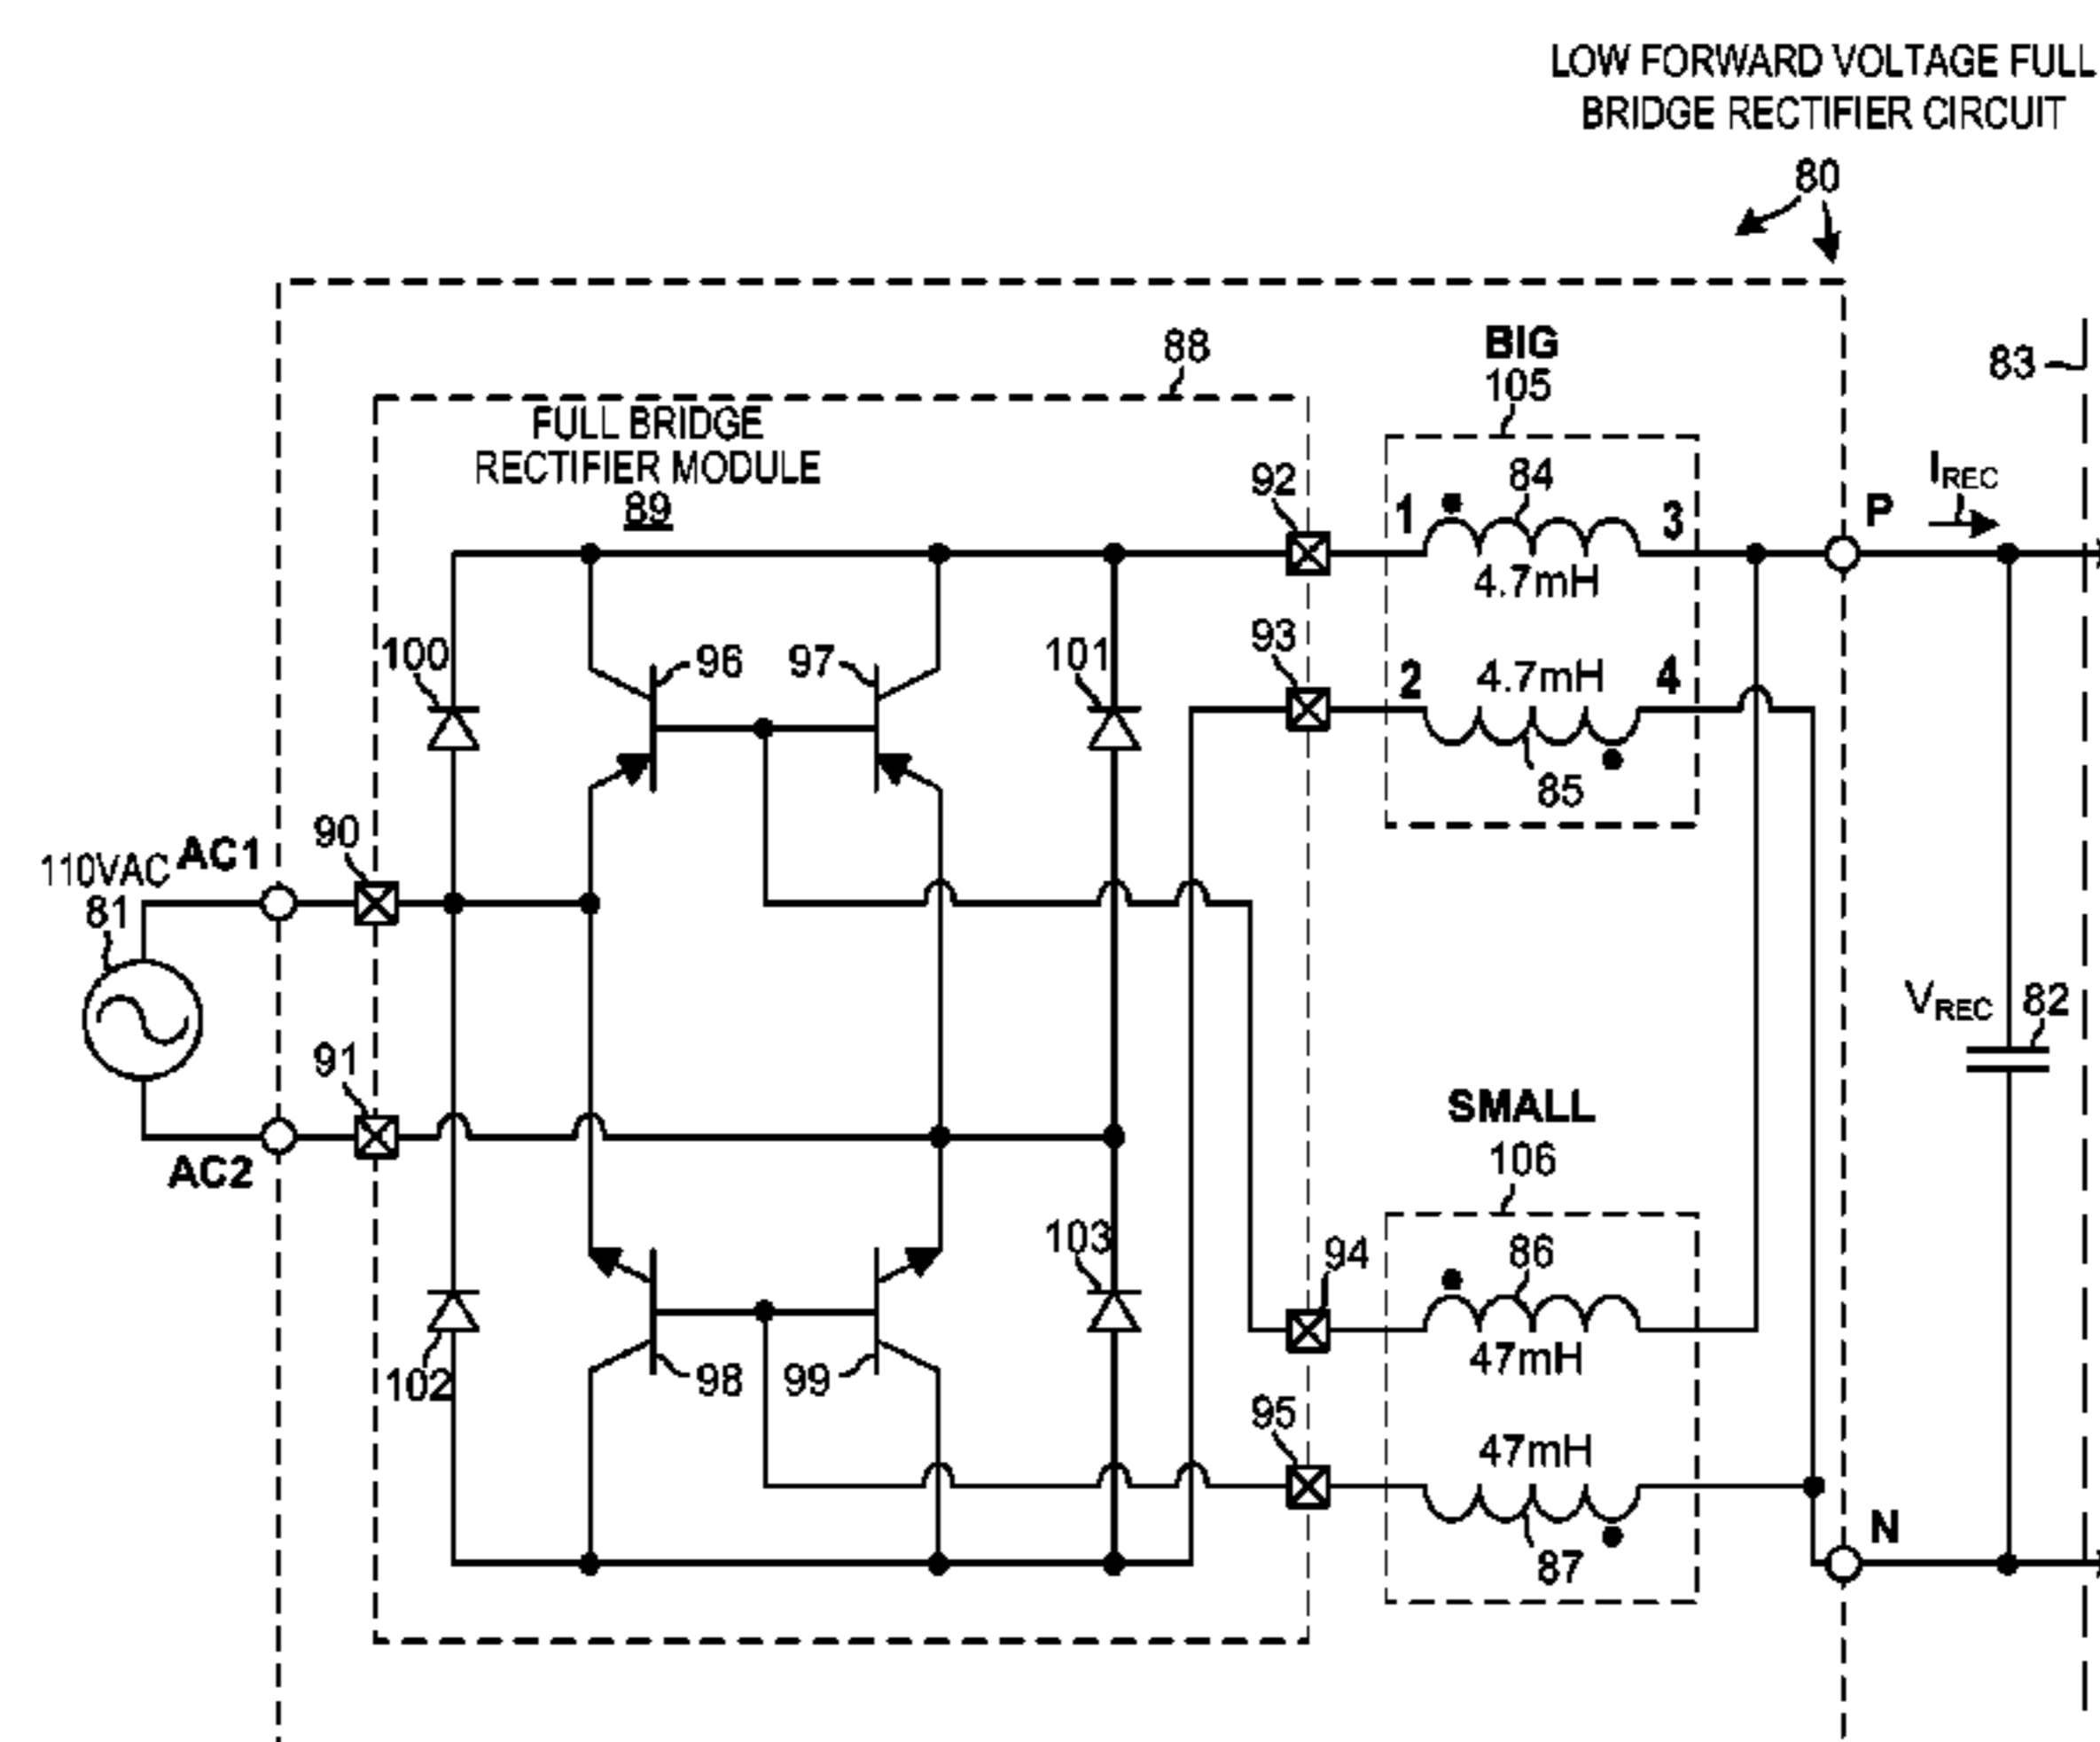 LOW FORWARD VOLTAGE FULL
BRIDGE RECTIFIER CIRCUIT
80
88
BIG
105
83
FULL BRIDGE
RECTIFIER MODULE
89
92
1
84
3
P
IREC
4.7mH
100
96
97
101
93
2
4.7mH
4
85
110VAC
81
AC1
90
91
AC2
VREC
82
SMALL
106
102
98
99
103
94
86
47mH
95
47mH
87
N